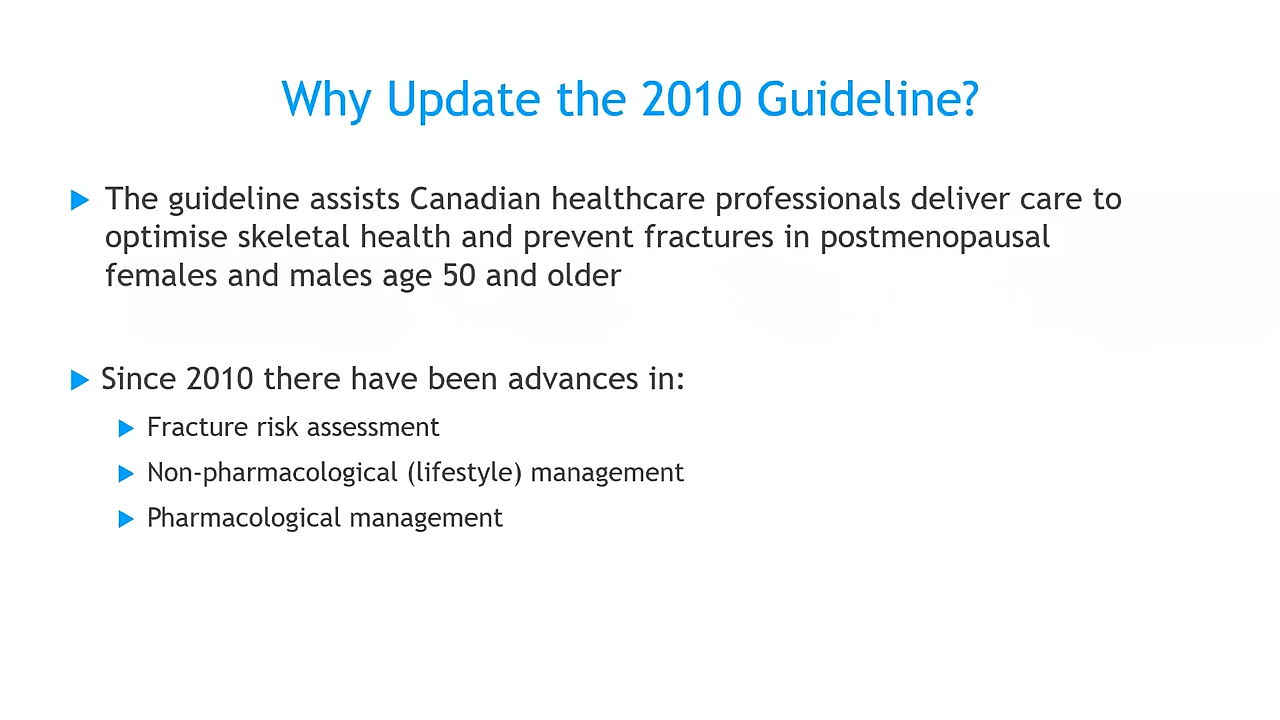 Why Update the 2010 Guideline?
The guideline assists Canadian healthcare professionals deliver care to
optimise skeletal health and prevent fractures in postmenopausal
females and males age 50 and older
Since 2010 there have been advances in:
Fracture risk assessment
Non-pharmacological (lifestyle) management
Pharmacological management